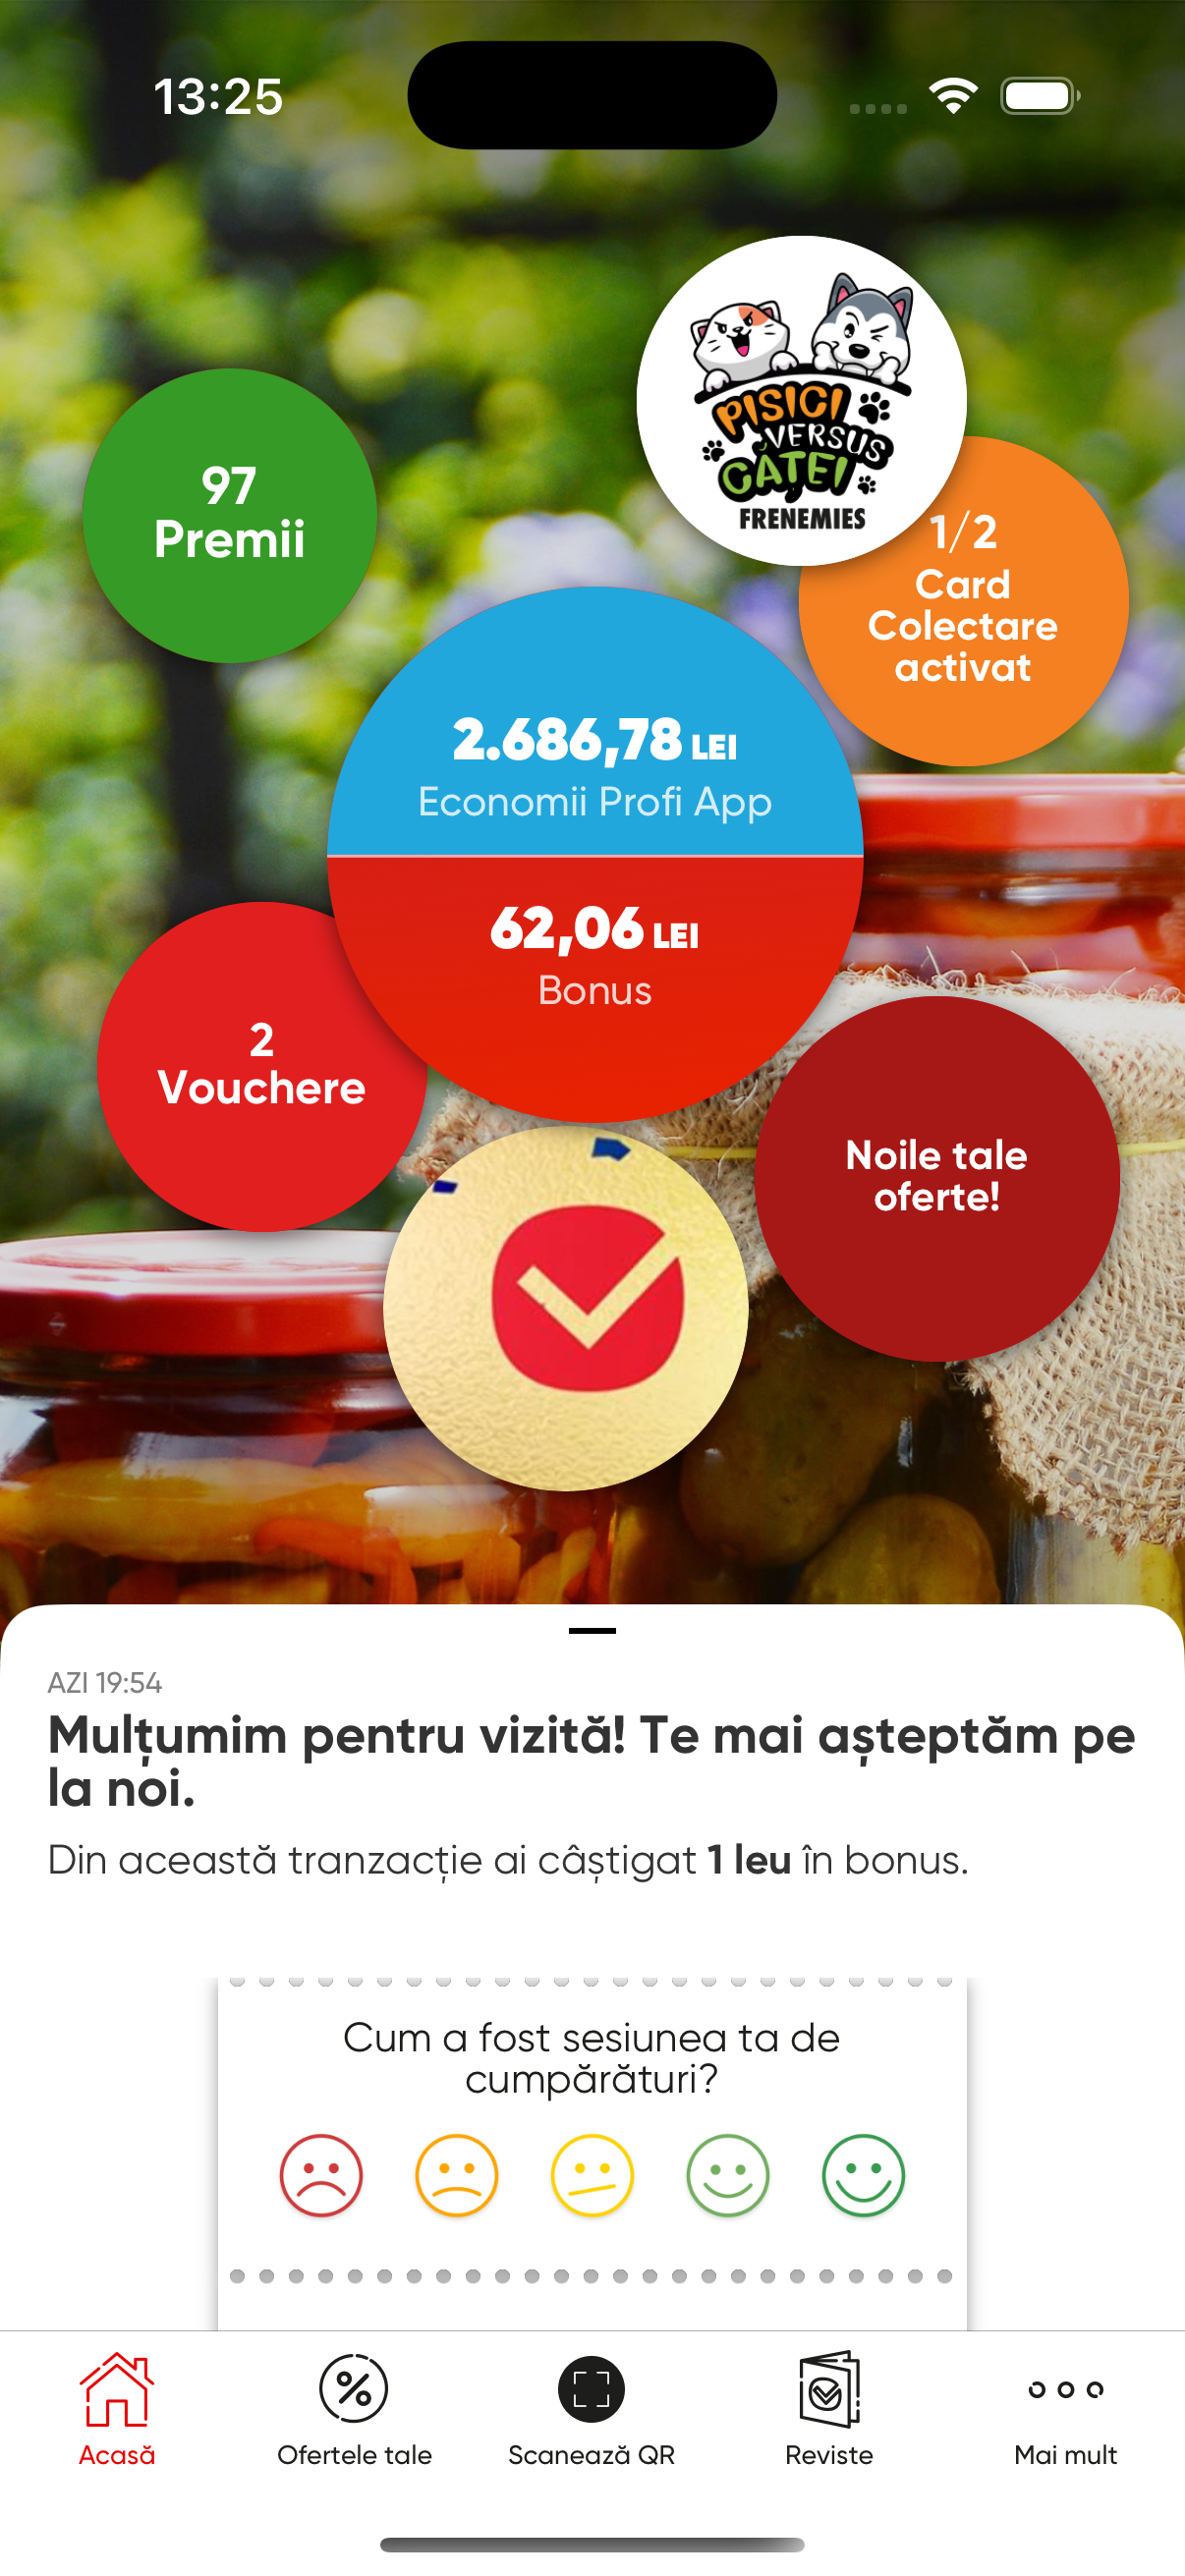 13:25
PISICI
VERSUS
CĂȚEI
FRENEMIES
97
Premii
1/2
Card
Colectare
activat
2.686,78 LEI
Economii Profi App
62,06 LEI
Bonus
2
Vouchere
Noile tale
oferte!
AZI 19:54
Mulțumim pentru vizită! Te mai așteptăm pe
la noi.
Din această tranzacție ai câștigat 1 leu în bonus.
Cum a fost sesiunea ta de
cumpărături?
Acasă
Ofertele tale
Scanează QR
Reviste
Mai mult